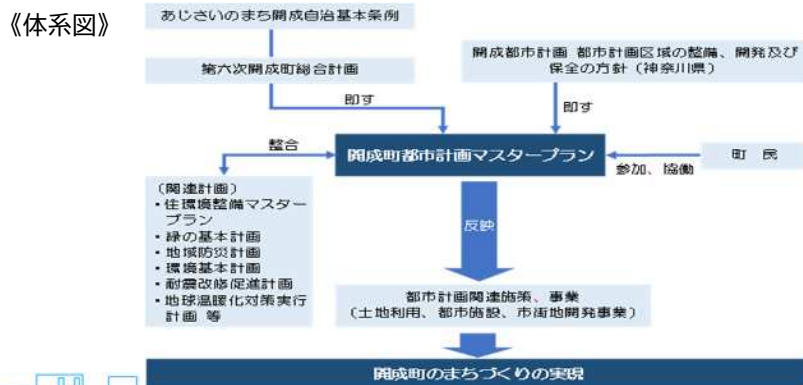 《体系図》
あじさいのまち開成自治基本条例
第六次開成町総合計画
開成都市計画 都市計画区域の整備、開発及び
保全の方針（神奈川県）
即す
即す
整合
開成町都市計画マスタープラン
町 民
参加、協働
（関連計画）
・住環境整備マスター
プラン
・緑の基本計画
・地域防災計画
・環境基本計画
・耐震改修促進計画
・地球温暖化対策実行
計画 等
反映
都市計画関連施策、事業
（土地利用、都市施設、市街地開発事業）
開成町のまちづくりの実現